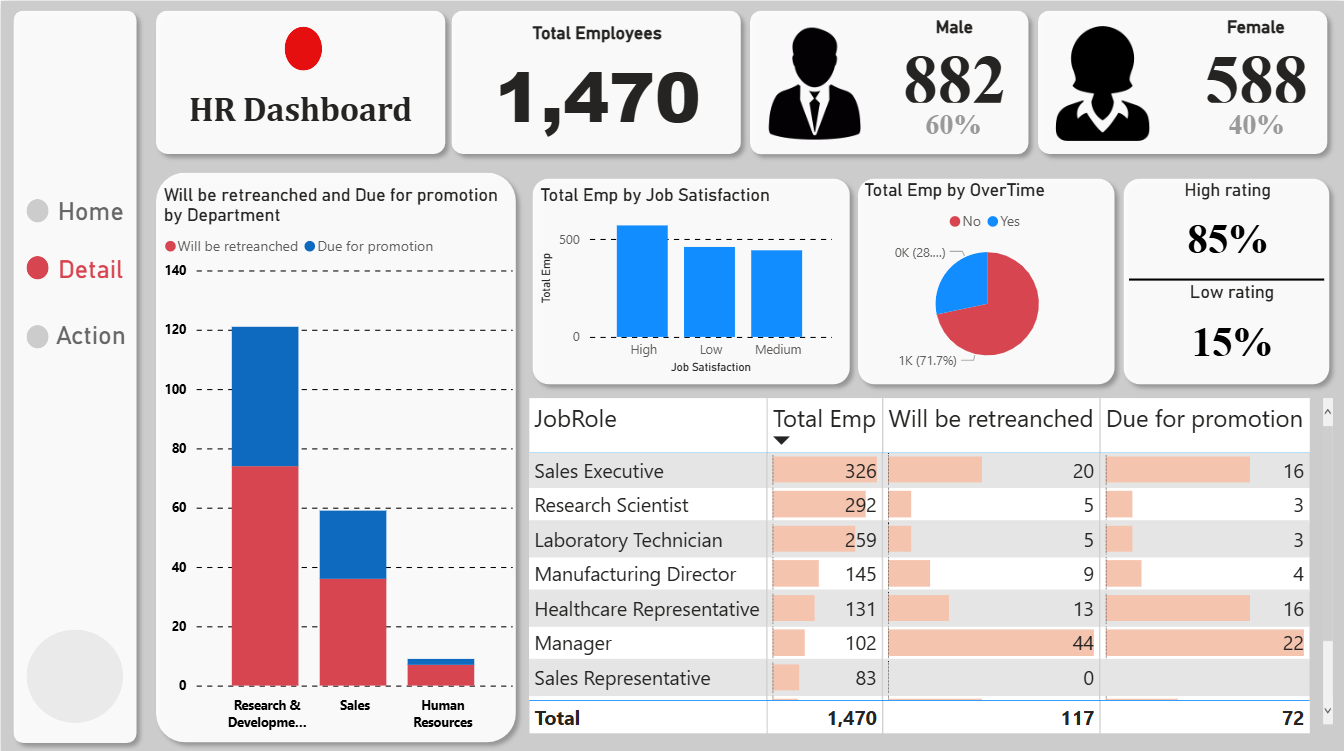 HR Dashboard
Total Employees
1,470
Male
882
60%
Female
588
40%
Home
Detail
Action
Will be retreanched and Due for promotion
by Department
Will be retreanched Due for promotion
140
120
100
80
60
40
20
0
Research &
Developme...
Sales
Human
Resources
Total Emp by Job Satisfaction
Total Emp
500
0
High Low Medium
Job Satisfaction
Total Emp by OverTime
No Yes
0K (28....)
1K (71.7%)
High rating
85%
Low rating
15%
JobRole Total Emp Will be retreanched Due for promotion
Sales Executive 326 20 16
Research Scientist 292 5 3
Laboratory Technician 259 5 3
Manufacturing Director 145 9 4
Healthcare Representative 131 13 16
Manager 102 44 22
Sales Representative 83 0
Total 1,470 117 72